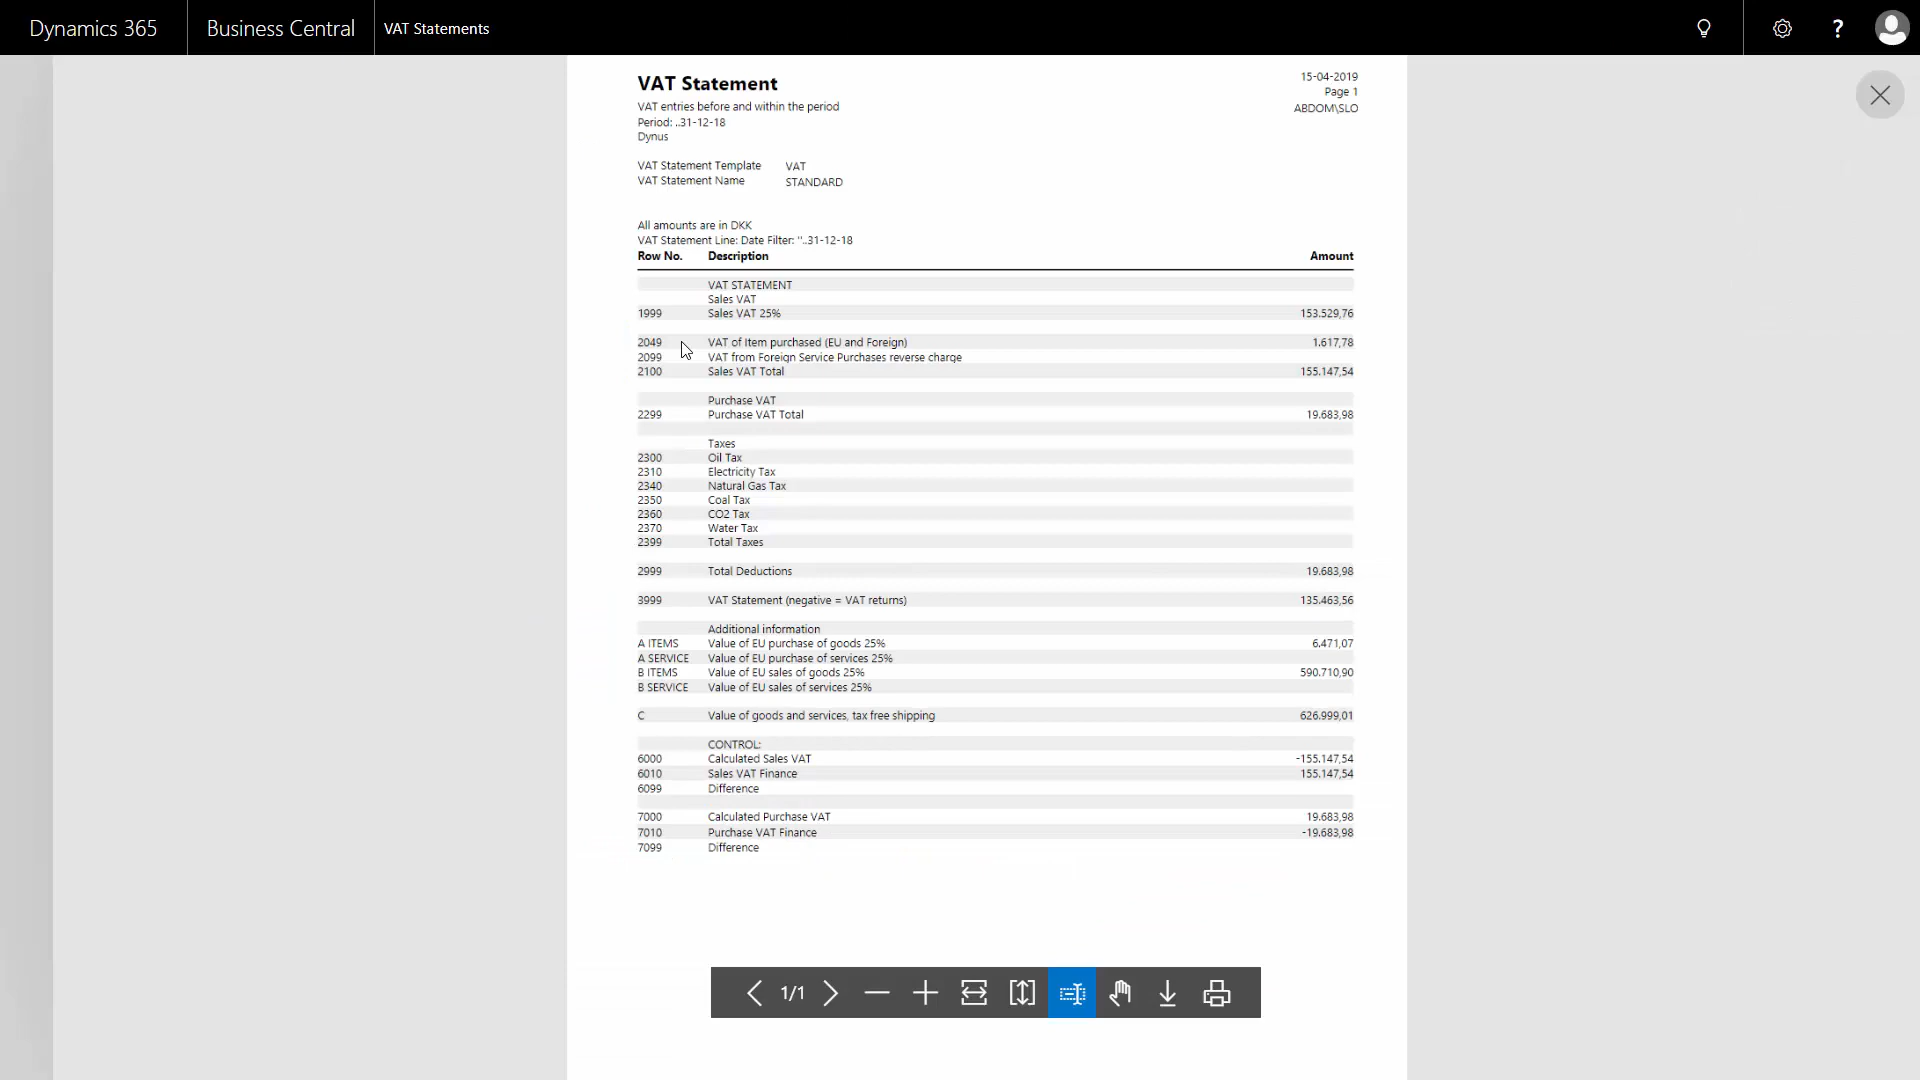 Dynamics 365 Business Central VAT Statements ?
VAT Statement 15-04-2019
VAT entries before and within the period Page 1
Period: ..31-12-18 ABDOM\SLO
Dynus
VAT Statement Template VAT
VAT Statement Name STANDARD
All amounts are in DKK
VAT Statement Line: Date Filter: ''..31-12-18
Row No. Description Amount
VAT STATEMENT
Sales VAT
1999 Sales VAT 25% 153.529,76
2049 VAT of Item purchased (EU and Foreign) 1.617,78
2099 VAT from Foreign Service Purchases reverse charge
2100 Sales VAT Total 155.147,54
Purchase VAT
2299 Purchase VAT Total 19.683,98
Taxes
2300 Oil Tax
2310 Electricity Tax
2340 Natural Gas Tax
2350 Coal Tax
2360 CO2 Tax
2370 Water Tax
2399 Total Taxes
2999 Total Deductions 19.683,98
3999 VAT Statement (negative = VAT returns) 135.463,56
Additional information
A ITEMS Value of EU purchase of goods 25% 6.471,07
A SERVICE Value of EU purchase of services 25%
B ITEMS Value of EU sales of goods 25% 590.710,90
B SERVICE Value of EU sales of services 25%
C Value of goods and services, tax free shipping 626.999,01
CONTROL:
6000 Calculated Sales VAT -155.147,54
6010 Sales VAT Finance 155.147,54
6099 Difference
7000 Calculated Purchase VAT 19.683,98
7010 Purchase VAT Finance -19.683,98
7099 Difference
1/1